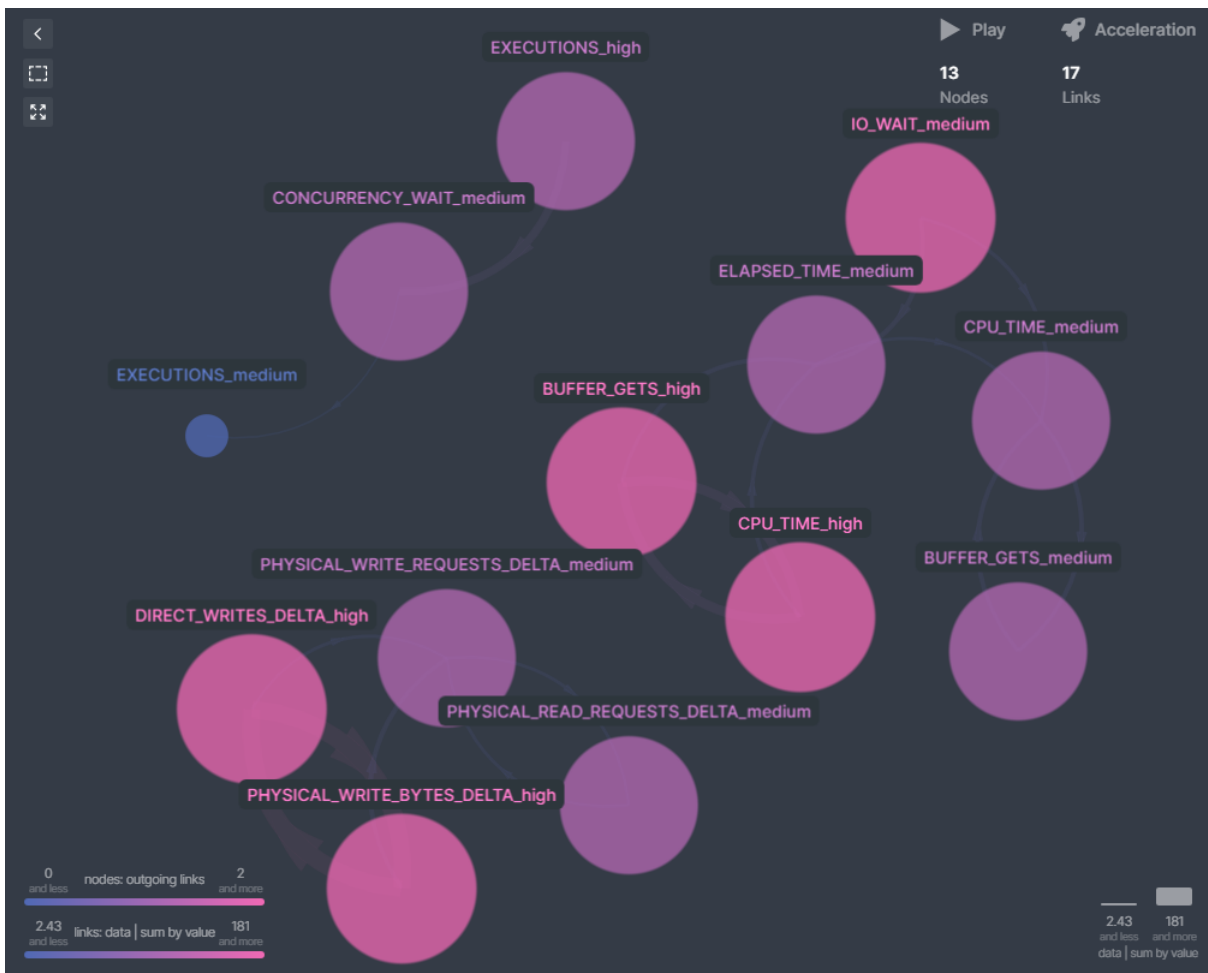 Play
Acceleration
13
17
Nodes
Links
EXECUTIONS_high
IO_WAIT_medium
CONCURRENCY_WAIT_medium
ELAPSED_TIME_medium
CPU_TIME_medium
EXECUTIONS_medium
BUFFER_GETS_high
CPU_TIME_high
PHYSICAL_WRITE_REQUESTS_DELTA_medium
BUFFER_GETS_medium
DIRECT_WRITES_DELTA_high
PHYSICAL_READ_REQUESTS_DELTA_medium
PHYSICAL_WRITE_BYTES_DELTA_high
0
and less
nodes: outgoing links
2
and more
2.43
and less
links: data | sum by value
181
and more
2.43
and less
181
and more
data | sum by value